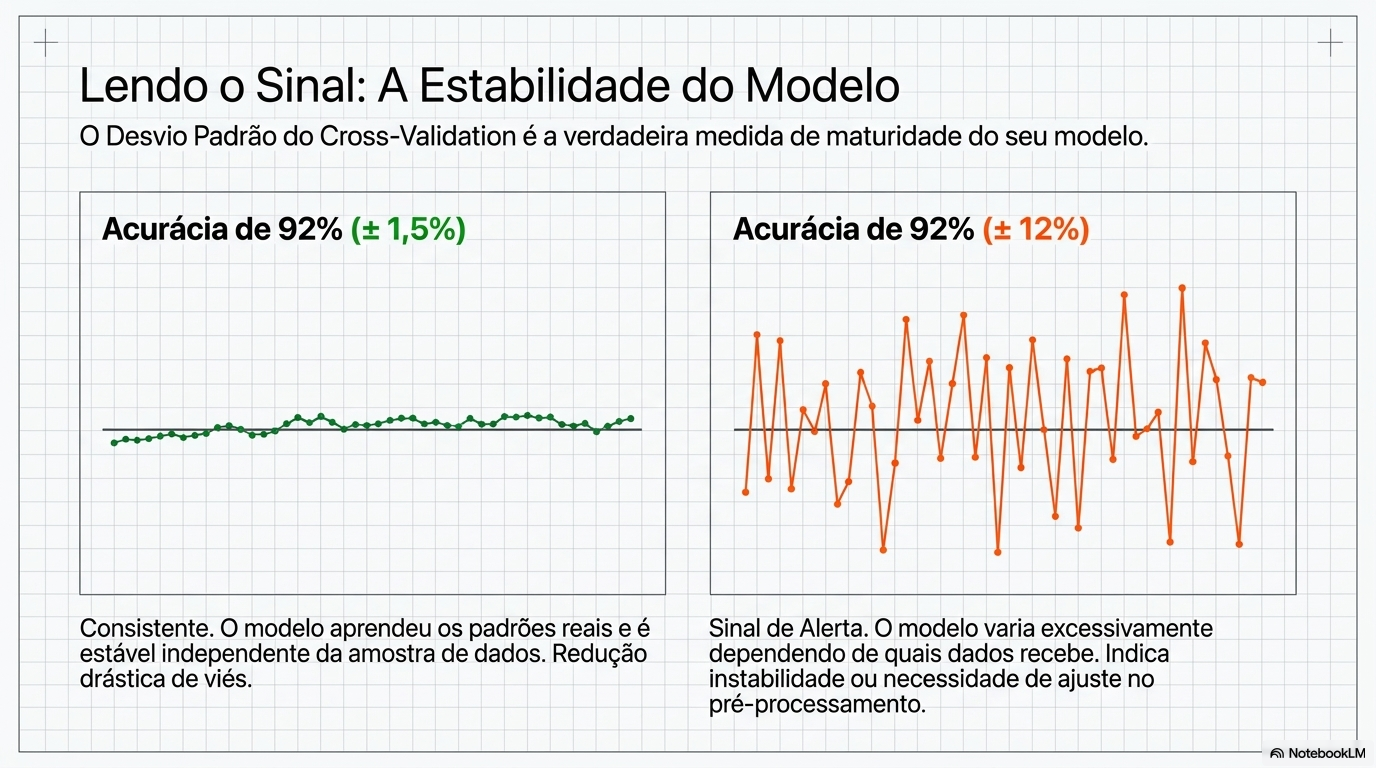 Lendo o Sinal: A Estabilidade do Modelo
O Desvio Padrão do Cross-Validation é a verdadeira medida de maturidade do seu modelo.
Acurácia de 92% (± 1,5%)
Consistente. O modelo aprendeu os padrões reais e é
estável independente da amostra de dados. Redução
drástica de viés.
Acurácia de 92% (± 12%)
Sinal de Alerta. O modelo varia excessivamente
dependendo de quais dados recebe. Indica
instabilidade ou necessidade de ajuste no
pré-processamento.
NotebookLM